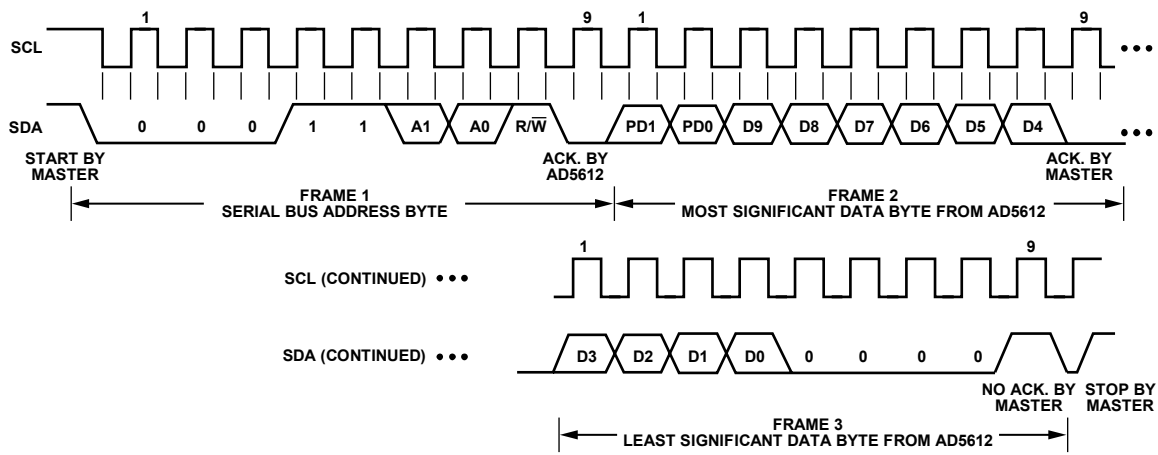 1 9 1 9
SCL
SDA 0 0 0 1 1 A1 A0 R/W̅ PD1 PD0 D9 D8 D7 D6 D5 D4
START BY
MASTER
ACK. BY
AD5612
ACK. BY
MASTER
FRAME 1
SERIAL BUS ADDRESS BYTE
FRAME 2
MOST SIGNIFICANT DATA BYTE FROM AD5612
1 9
SCL (CONTINUED)
SDA (CONTINUED) D3 D2 D1 D0 0 0 0 0
NO ACK. BY
MASTER
STOP BY
MASTER
FRAME 3
LEAST SIGNIFICANT DATA BYTE FROM AD5612